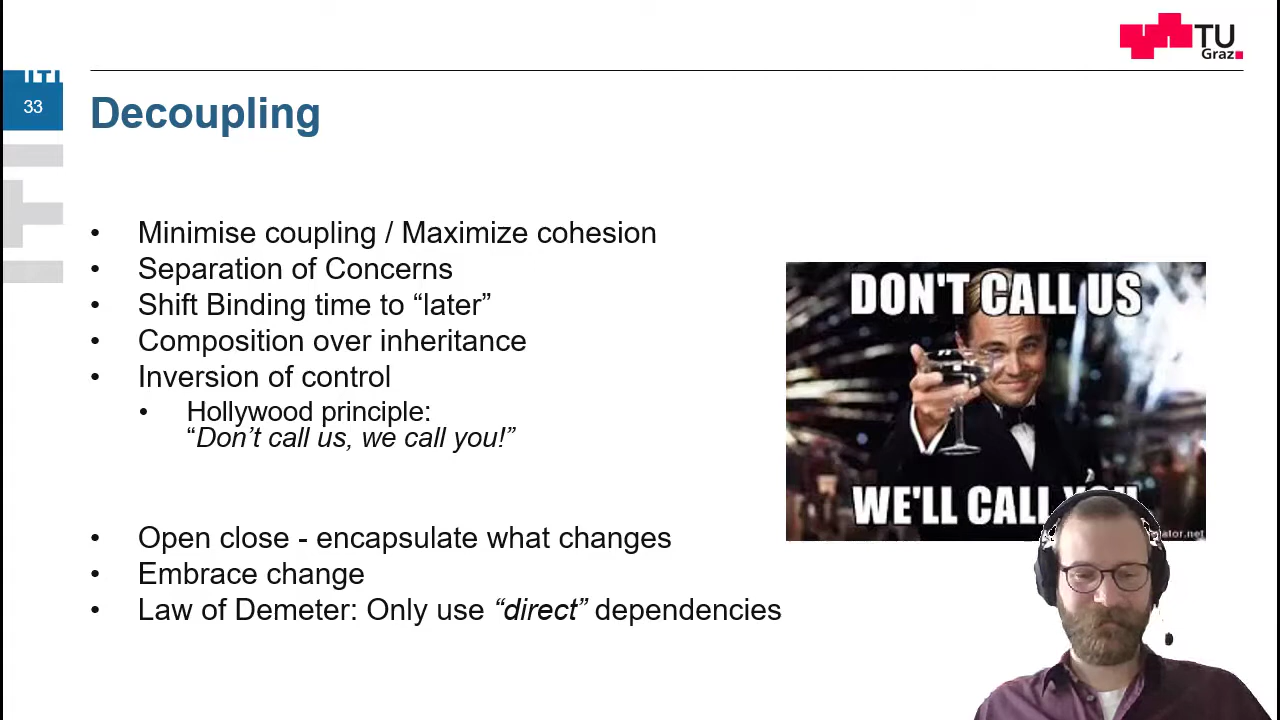 TU
Graz
33
Decoupling
• Minimise coupling / Maximize cohesion
• Separation of Concerns
• Shift Binding time to “later”
• Composition over inheritance
• Inversion of control
• Hollywood principle:
“Don’t call us, we call you!”
• Open close - encapsulate what changes
• Embrace change
• Law of Demeter: Only use “direct” dependencies
DON'T CALL US
WE'LL CALL YOU